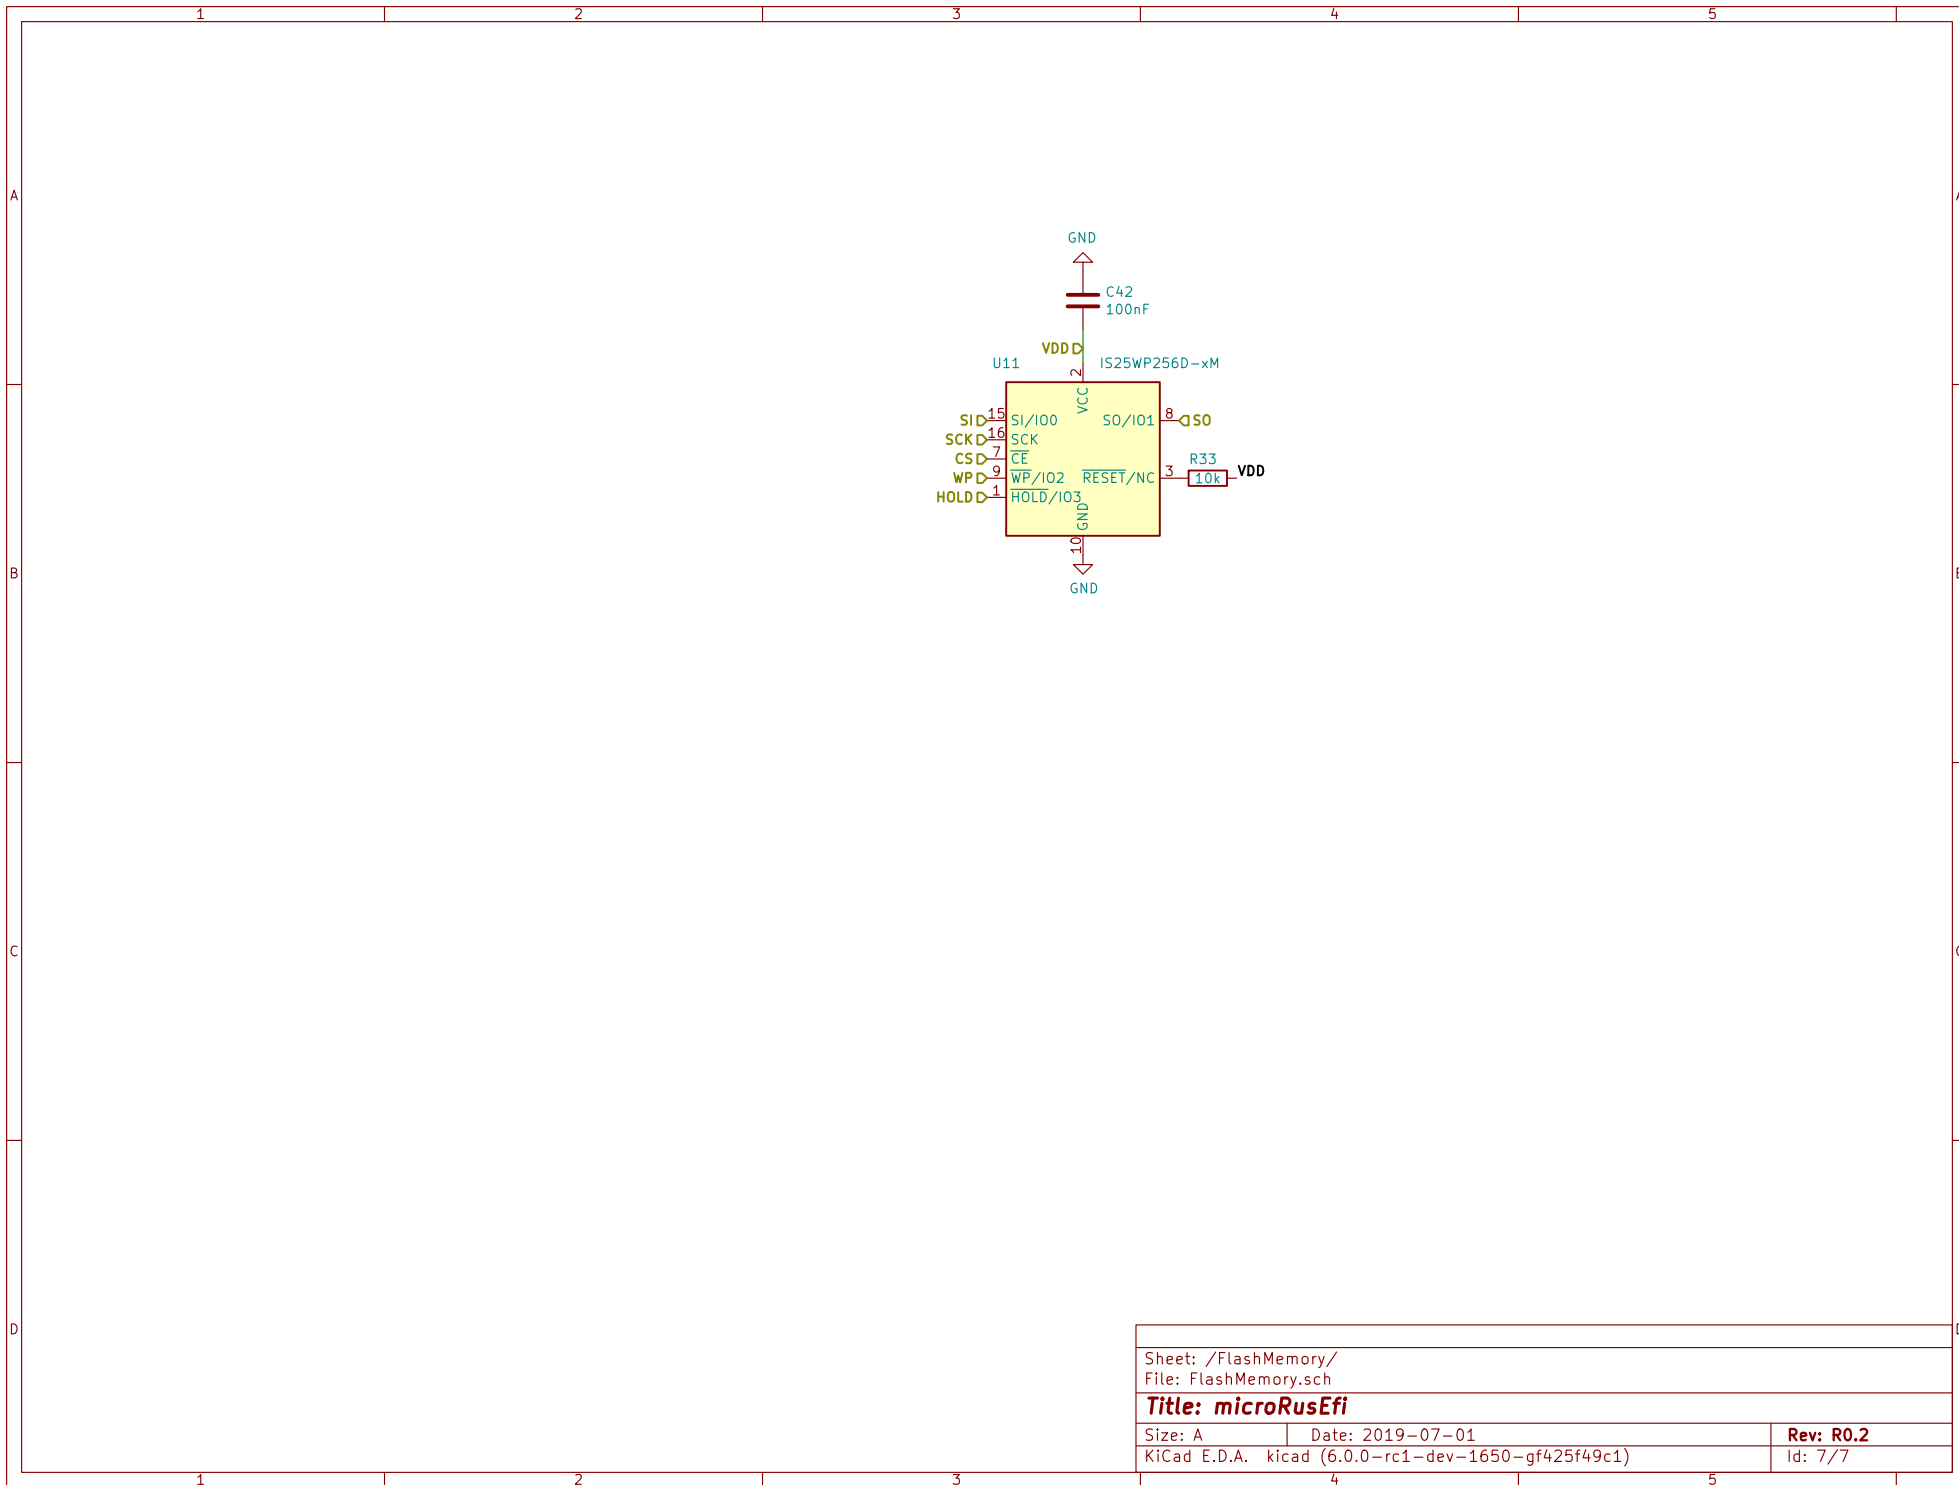 1 2 3 4 5
A
GND
C42
100nF
VDD
U11 IS25WP256D-xM
2
VCC
SI 15 SI/IO0 SO/IO1 8 SO
SCK 16 SCK
CS 7 CE R33
WP 9 WP/IO2 RESET/NC 3 10k VDD
HOLD 1 HOLD/IO3
GND
10
GND
B
C
D
Sheet: /FlashMemory/
File: FlashMemory.sch
Title: microRusEfi
Size: A Date: 2019-07-01 Rev: R0.2
KiCad E.D.A. kicad (6.0.0-rc1-dev-1650-gf425f49c1) Id: 7/7
1 2 3 4 5